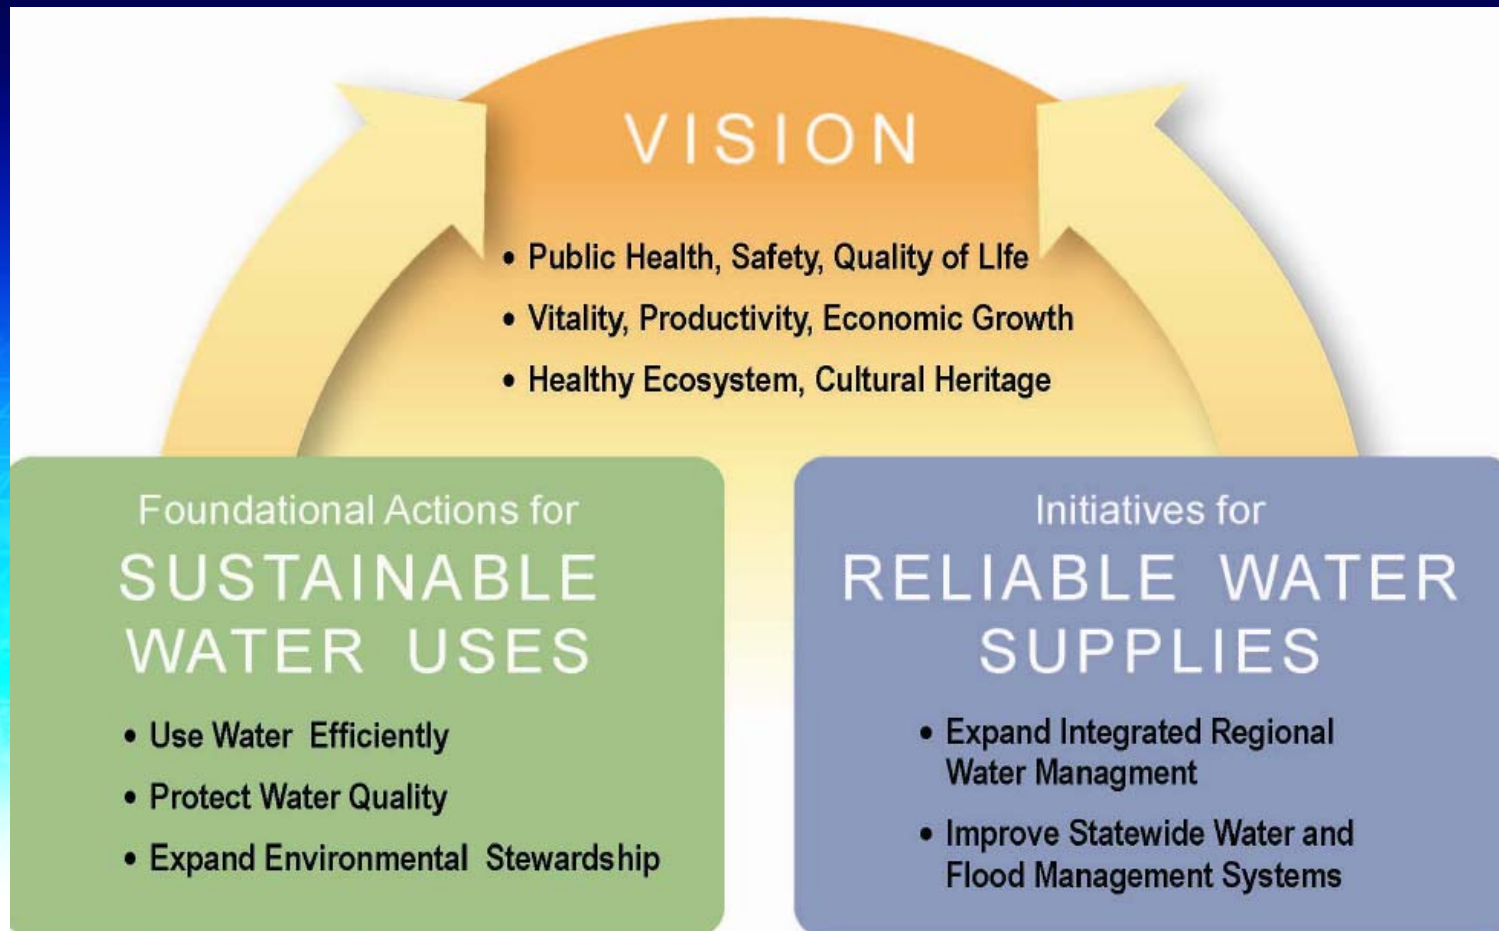 VISION
• Public Health, Safety, Quality of LIfe
• Vitality, Productivity, Economic Growth
• Healthy Ecosystem, Cultural Heritage
Foundational Actions for
SUSTAINABLE
WATER USES
• Use Water Efficiently
• Protect Water Quality
• Expand Environmental Stewardship
Initiatives for
RELIABLE WATER
SUPPLIES
• Expand Integrated Regional
Water Managment
• Improve Statewide Water and
Flood Management Systems